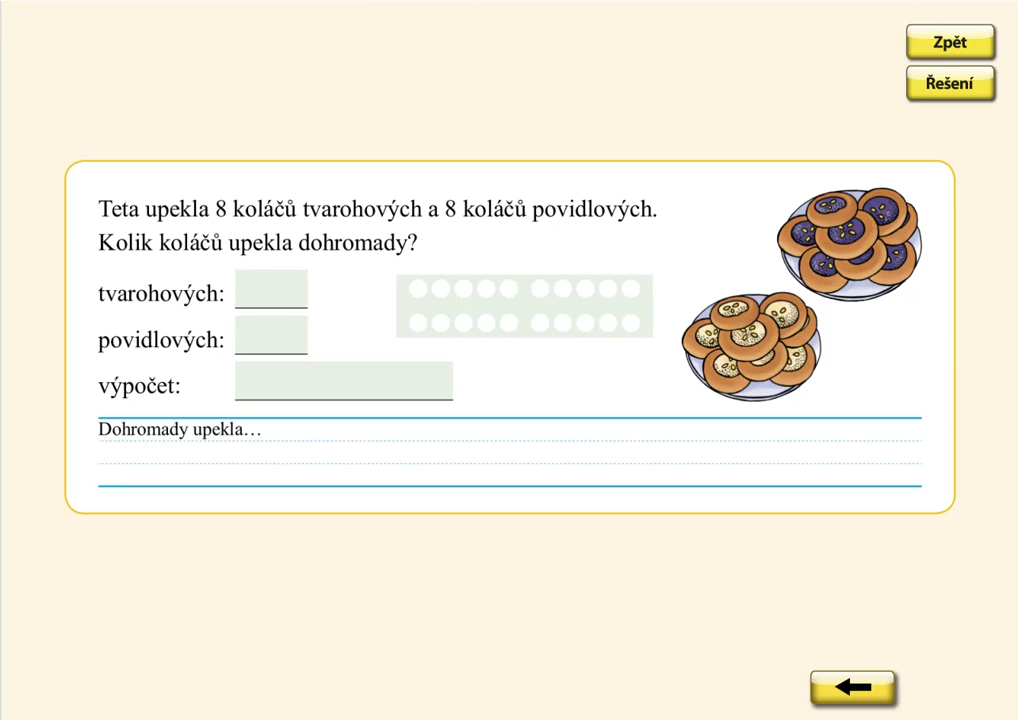 Zpět
Řešení
Teta upekla 8 koláčů tvarohových a 8 koláčů povidlových.
Kolik koláčů upekla dohromady?
tvarohových:
povidlových:
výpočet:
Dohromady upekla…